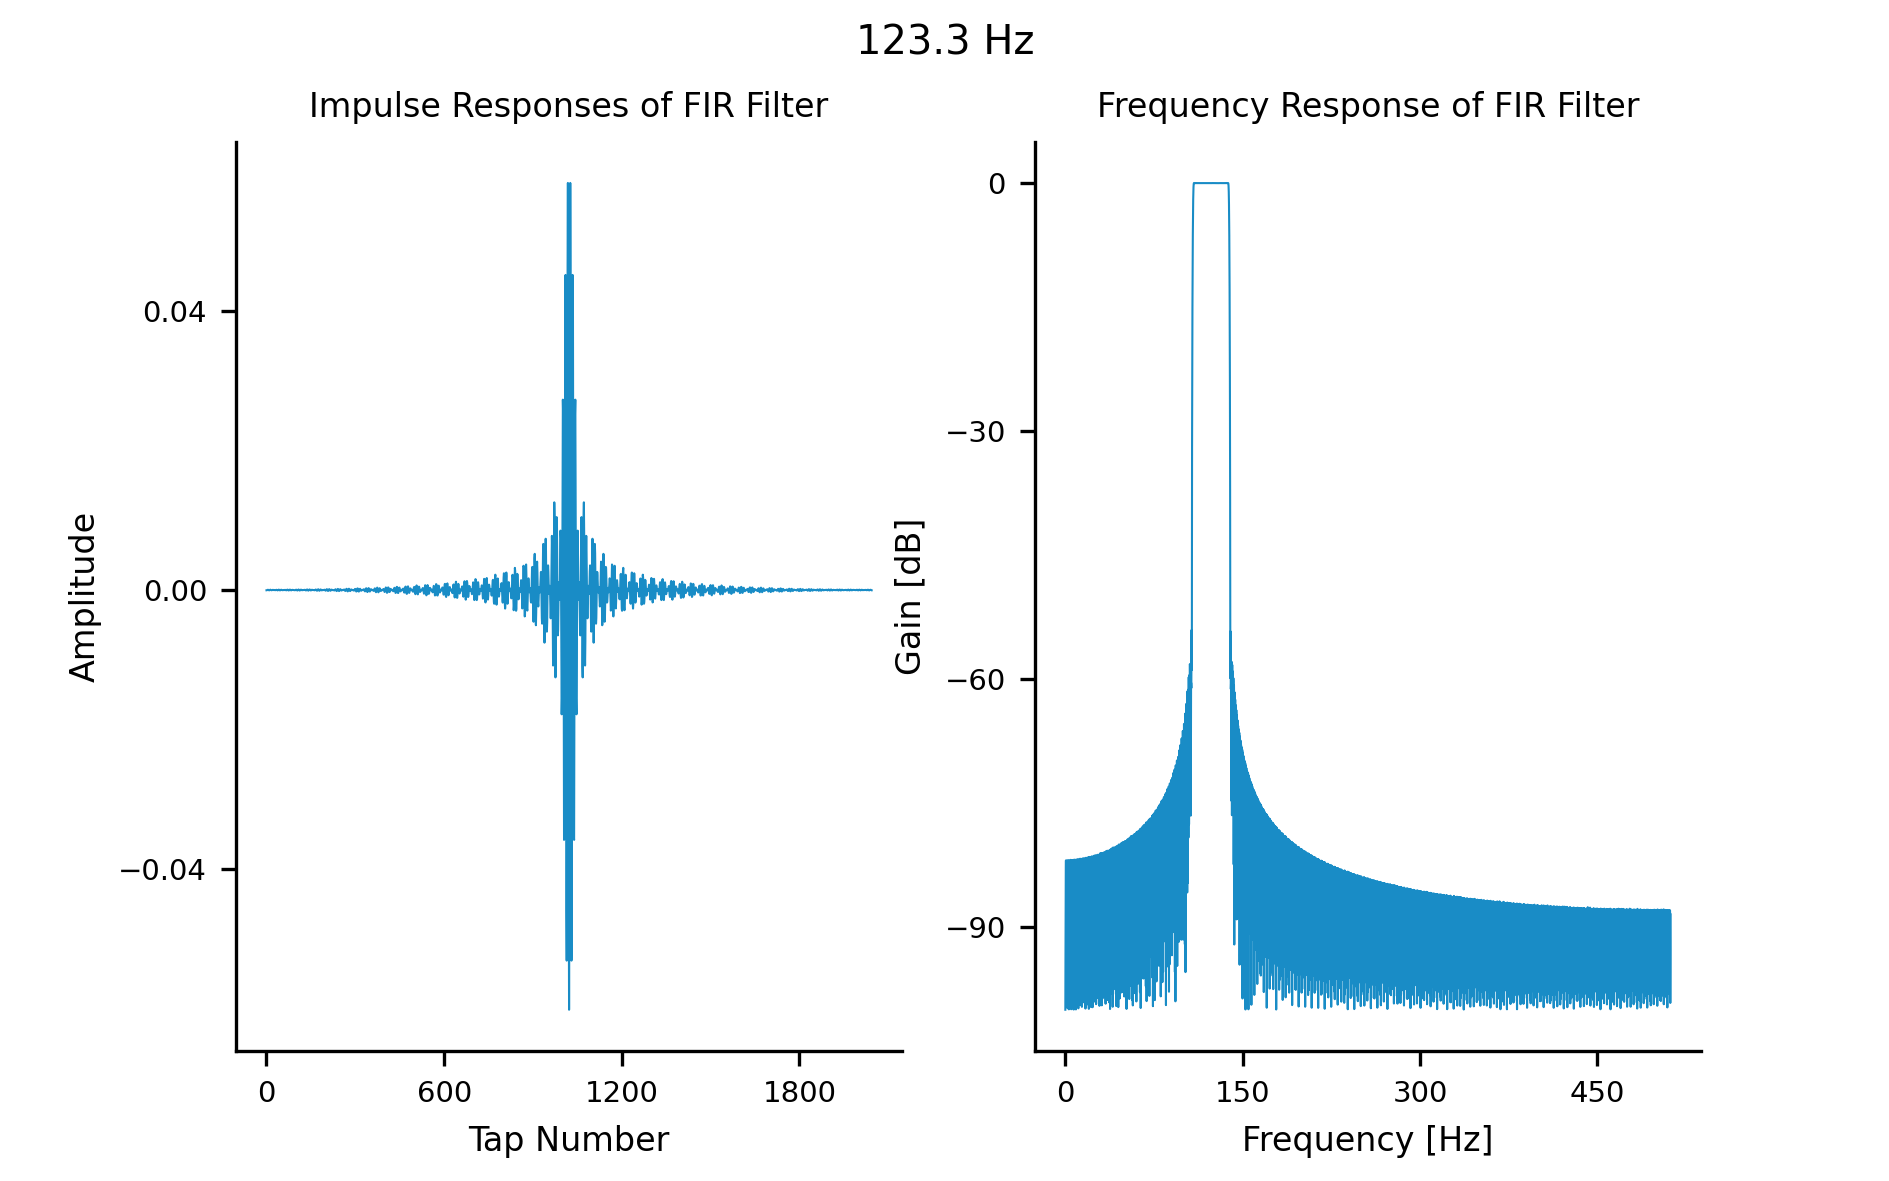 123.3 Hz
Impulse Responses of FIR Filter
Frequency Response of FIR Filter
Amplitude
0.04
0.00
−0.04
0 600 1200 1800
Tap Number
Gain [dB]
0
−30
−60
−90
0 150 300 450
Frequency [Hz]